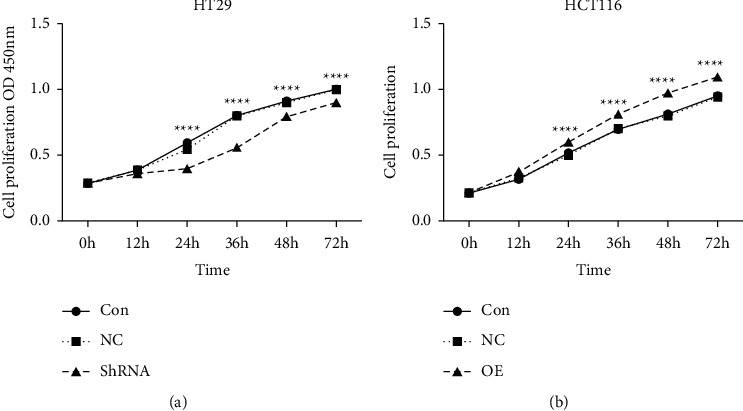 HT29
Cell proliferation OD 450nm
1.5
1.0
0.5
0.0
**** **** **** ****
0h 12h 24h 36h 48h 72h
Time
Con
NC
ShRNA
(a)
HCT116
Cell proliferation
1.5
1.0
0.5
0.0
**** **** **** ****
0h 12h 24h 36h 48h 72h
Time
Con
NC
OE
(b)